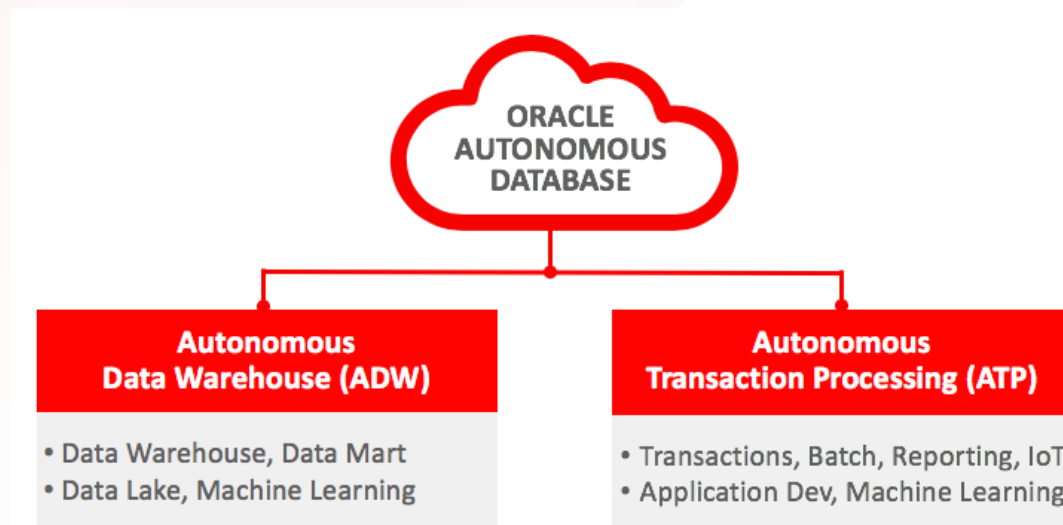 ORACLE
AUTONOMOUS
DATABASE
Autonomous
Data Warehouse (ADW)
• Data Warehouse, Data Mart
• Data Lake, Machine Learning
Autonomous
Transaction Processing (ATP)
• Transactions, Batch, Reporting, IoT
• Application Dev, Machine Learning